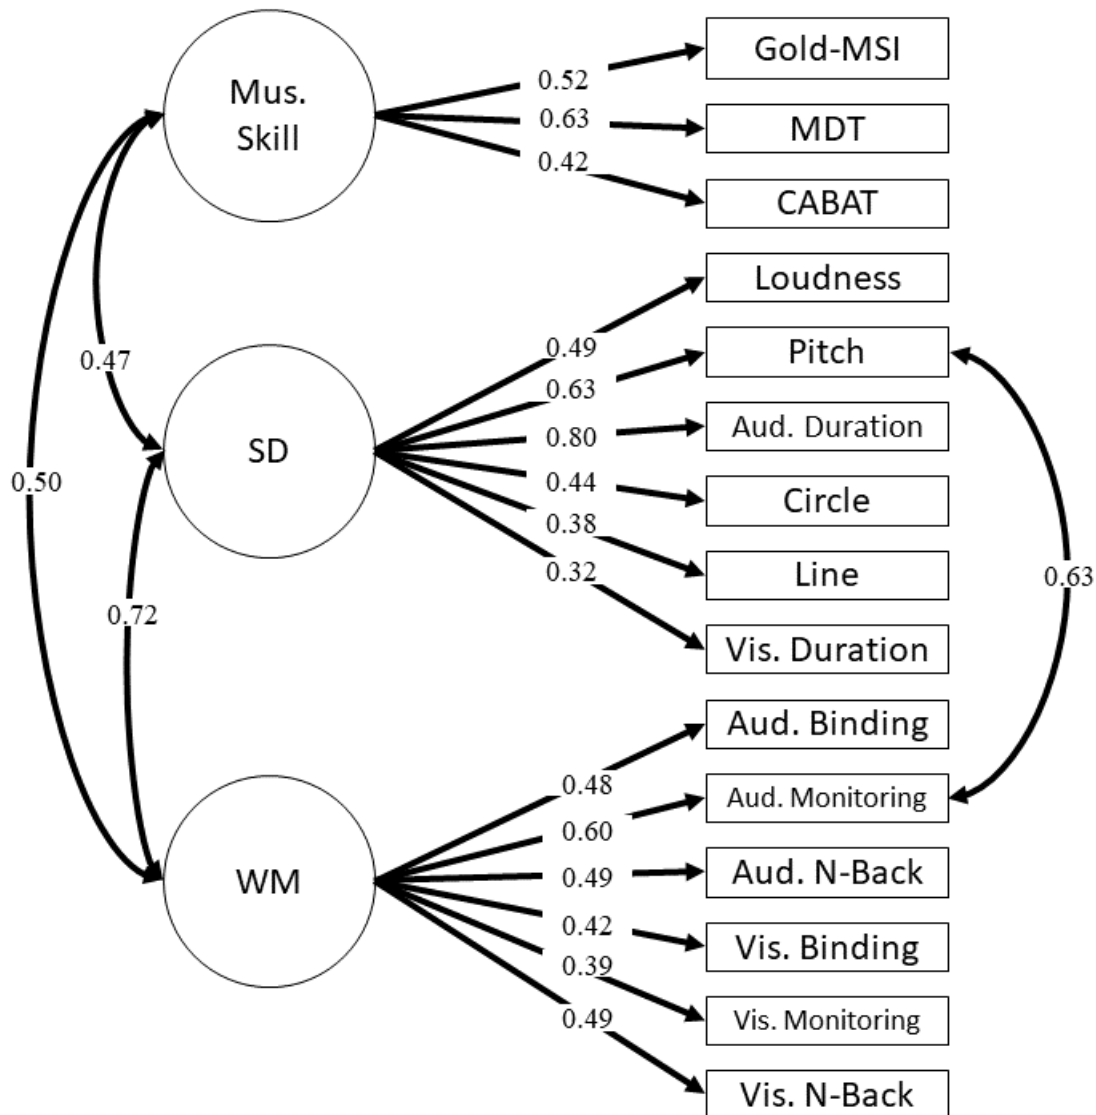 Mus.
Skill
0.52
0.63
0.42
Gold-MSI
MDT
CABAT
0.47
0.50
0.72
SD
0.49
0.63
0.80
0.44
0.38
0.32
Loudness
Pitch
Aud. Duration
Circle
Line
Vis. Duration
0.63
WM
0.48
0.60
0.49
0.42
0.39
0.49
Aud. Binding
Aud. Monitoring
Aud. N-Back
Vis. Binding
Vis. Monitoring
Vis. N-Back